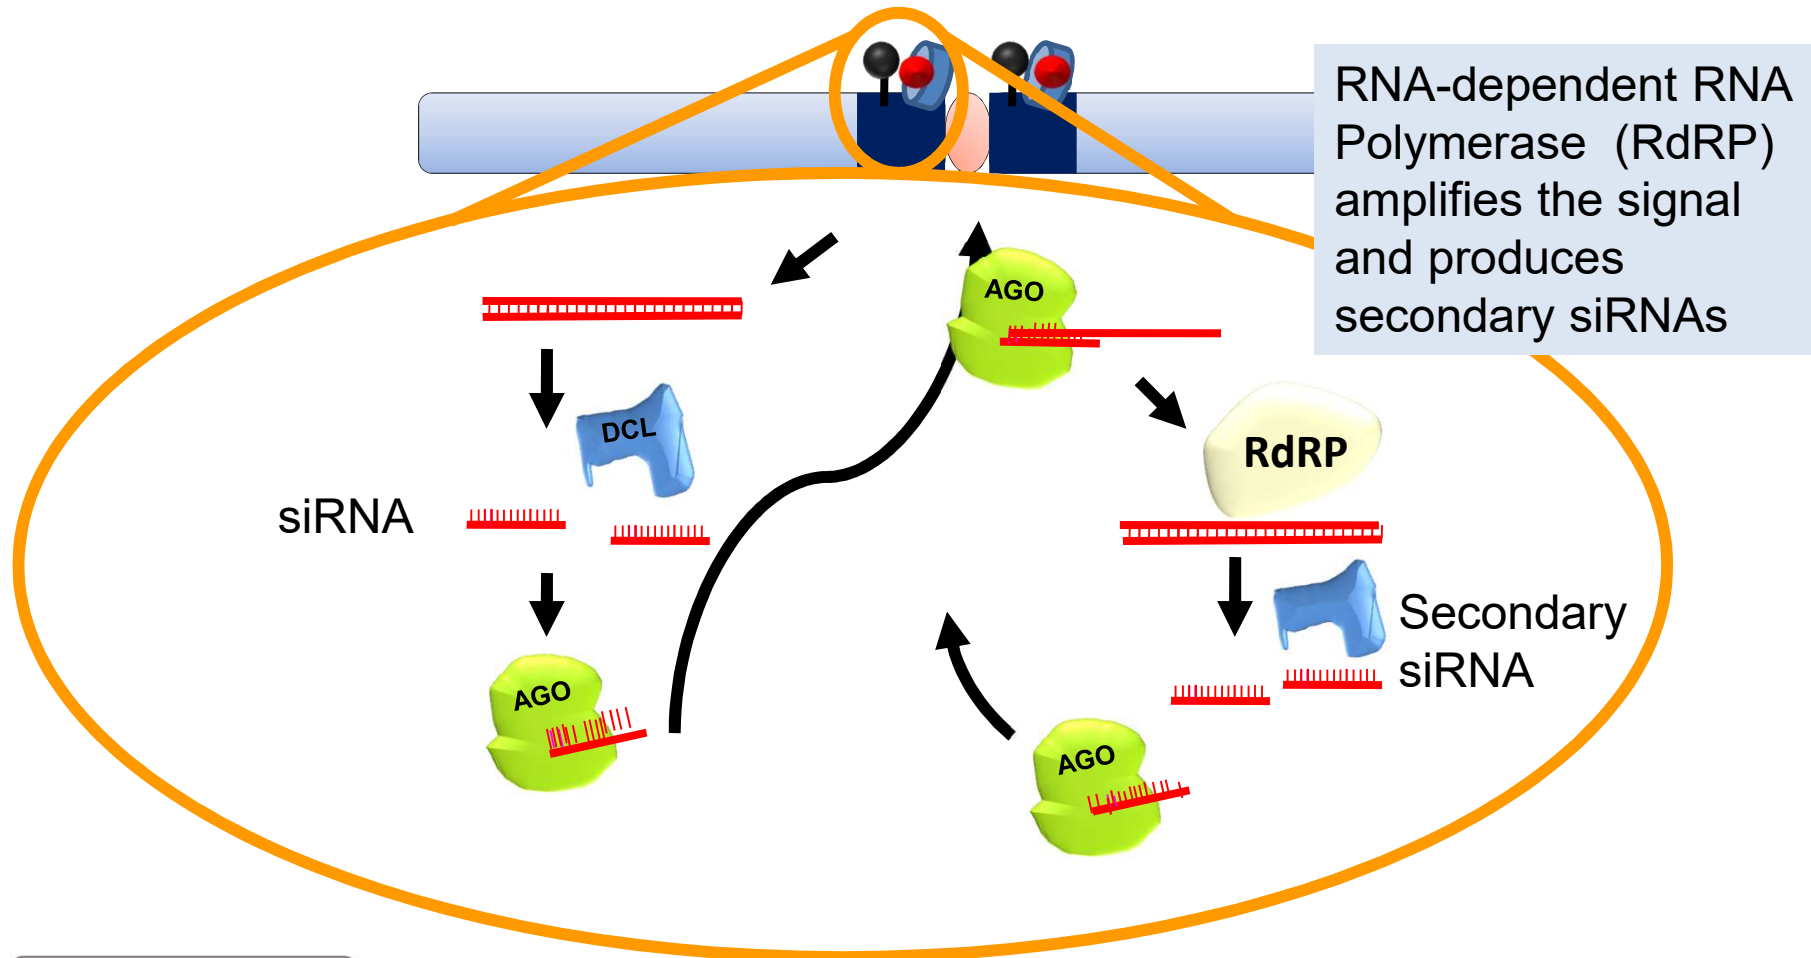 RNA-dependent RNA
Polymerase (RdRP)
amplifies the signal
and produces
secondary siRNAs
AGO
DCL
RdRP
siRNA
Secondary
siRNA
AGO
AGO